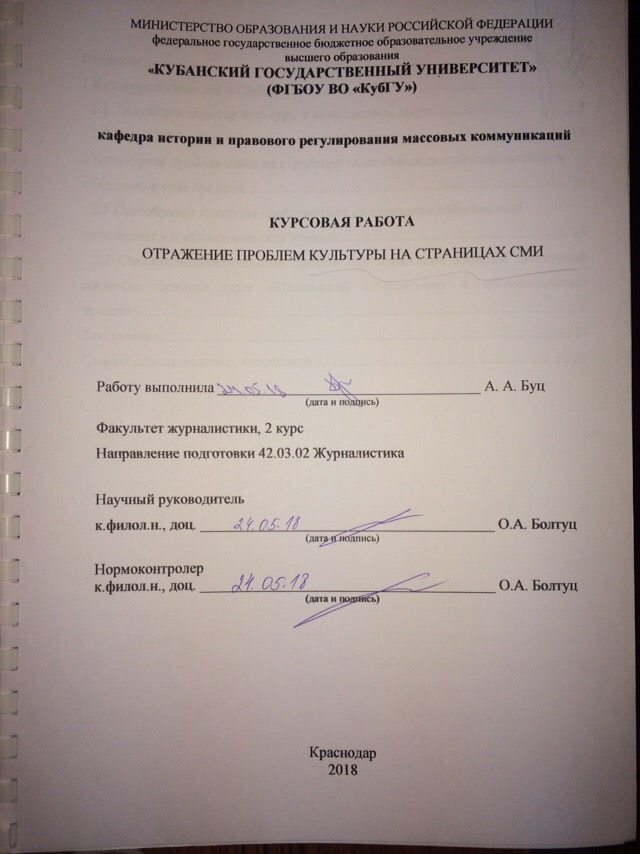 МИНИСТЕРСТВО ОБРАЗОВАНИЯ И НАУКИ РОССИЙСКОЙ ФЕДЕРАЦИИ
федеральное государственное бюджетное образовательное учреждение
высшего образования
«КУБАНСКИЙ ГОСУДАРСТВЕННЫЙ УНИВЕРСИТЕТ»
(ФГБОУ ВО «КубГУ»)
кафедра истории и правового регулирования массовых коммуникаций
КУРСОВАЯ РАБОТА
ОТРАЖЕНИЕ ПРОБЛЕМ КУЛЬТУРЫ НА СТРАНИЦАХ СМИ
Работу выполнила 24.05.18 А. А. Буц
(дата и подпись)
Факультет журналистики, 2 курс
Направление подготовки 42.03.02 Журналистика
Научный руководитель
к.филол.н., доц. 24.05.18 О.А. Болтуц
(дата и подпись)
Нормоконтролер
к.филол.н., доц. 24.05.18 О.А. Болтуц
(дата и подпись)
Краснодар
2018